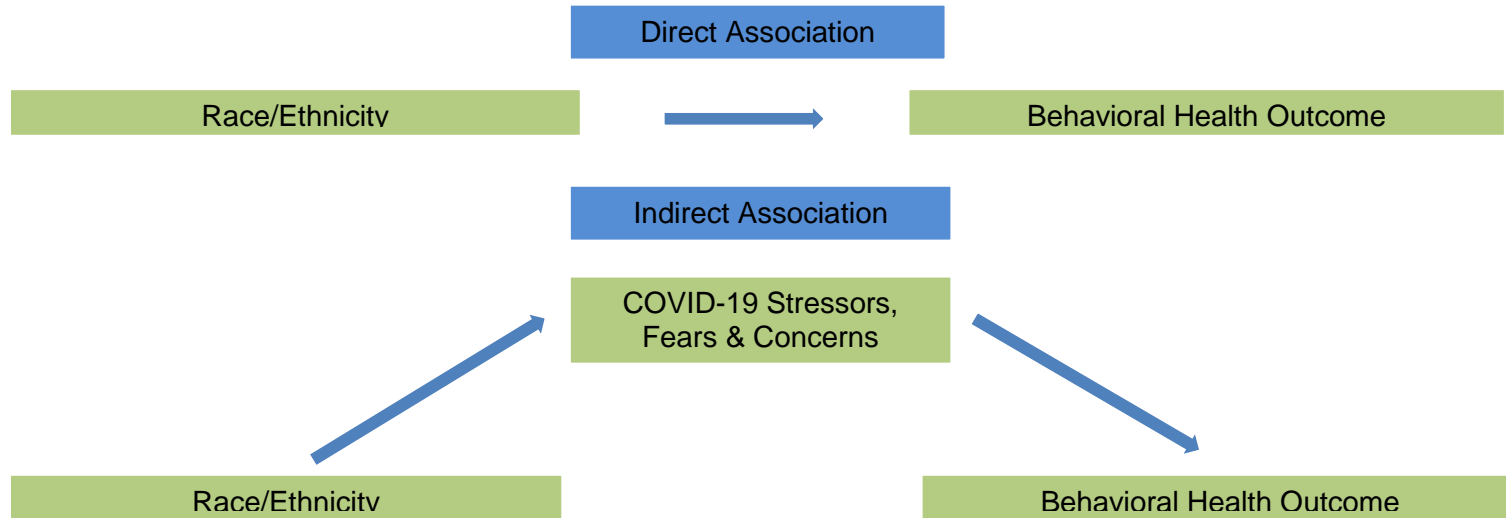 Direct Association
Race/Ethnicity
Behavioral Health Outcome
Indirect Association
COVID-19 Stressors,
Fears & Concerns
Race/Ethnicity
Behavioral Health Outcome